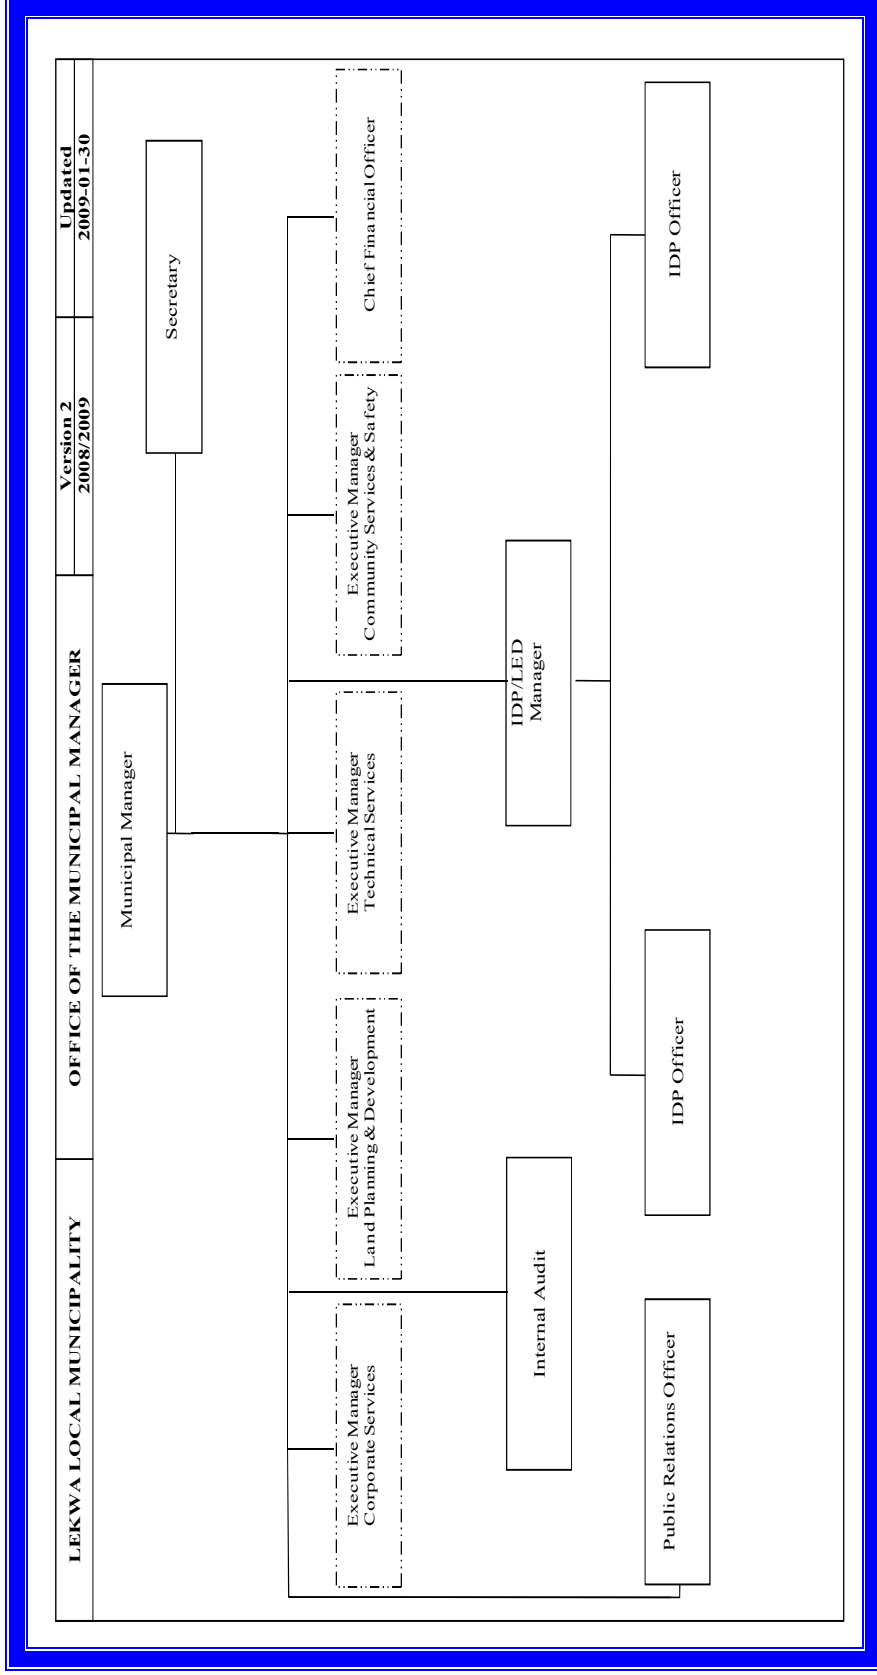 LEKWA LOCAL MUNICIPALITY
OFFICE OF THE MUNICIPAL MANAGER
Version 2
2008/2009
Updated
2009-01-30
Municipal Manager
Secretary
Executive Manager
Corporate Services
Executive Manager
Land Planning & Development
Executive Manager
Technical Services
Executive Manager
Community Services & Safety
Chief Financial Officer
Internal Audit
IDP/LED
Manager
Public Relations Officer
IDP Officer
IDP Officer